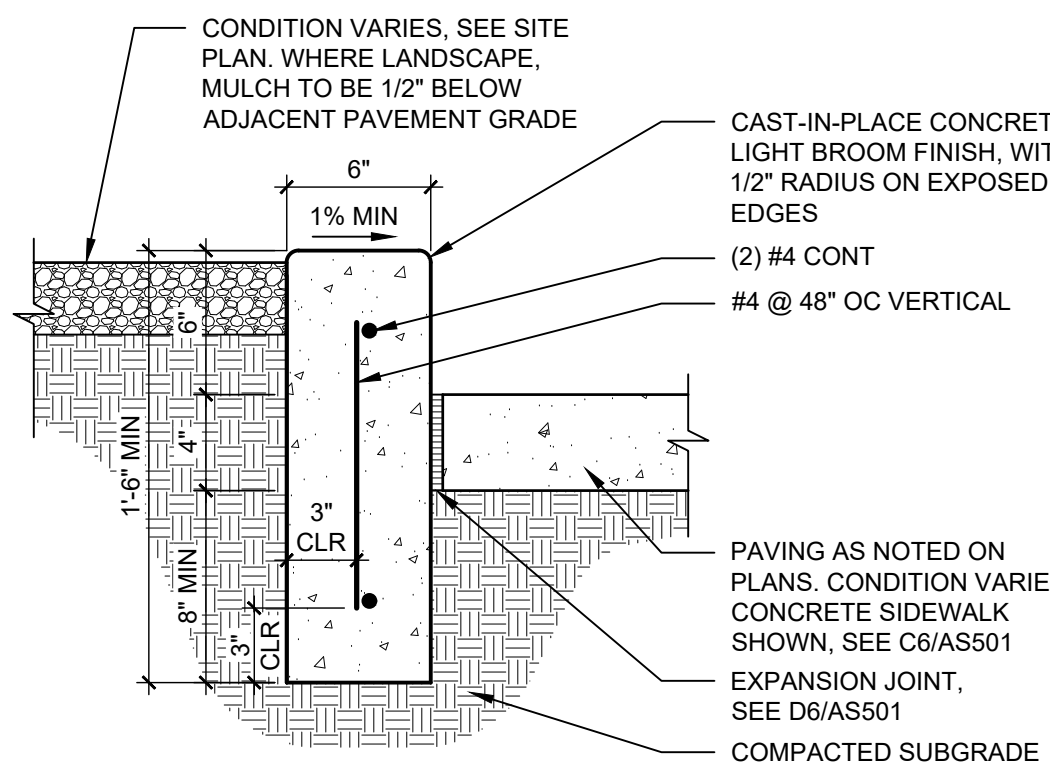 CONDITION VARIES, SEE SITE
PLAN. WHERE LANDSCAPE,
MULCH TO BE 1/2" BELOW
ADJACENT PAVEMENT GRADE
CAST-IN-PLACE CONCRET
LIGHT BROOM FINISH, WIT
1/2" RADIUS ON EXPOSED
EDGES
6"
1% MIN
(2) #4 CONT
#4 @ 48" OC VERTICAL
6"
4"
1'-6" MIN
8" MIN
3"
CLR
3"
CLR
PAVING AS NOTED ON
PLANS. CONDITION VARIE
CONCRETE SIDEWALK
SHOWN, SEE C6/AS501
EXPANSION JOINT,
SEE D6/AS501
COMPACTED SUBGRADE